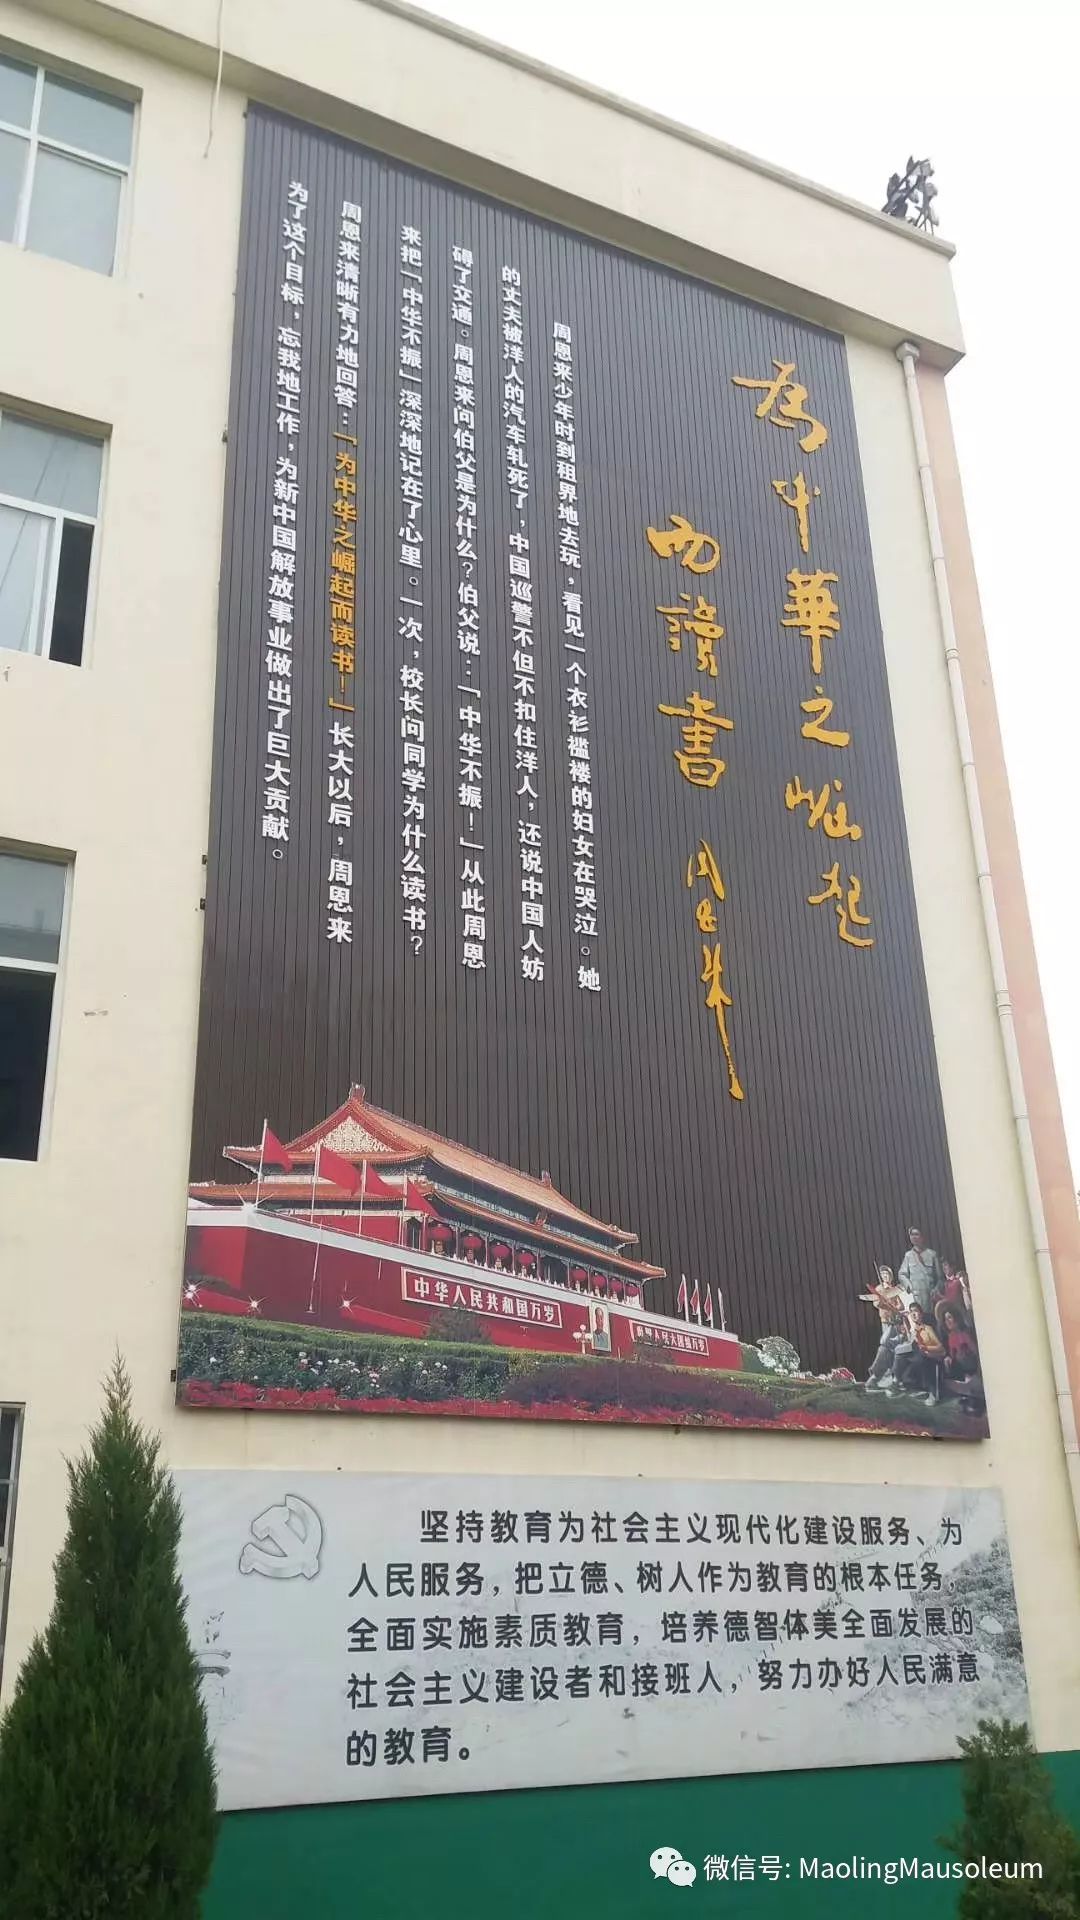 为中華之崛起
而讀書
周恩来
周恩来少年时到租界地去玩，看见一个衣衫褴楼的妇女在哭泣。她
的丈夫被洋人的汽车轧死了，中国巡警不但不扣住洋人，还说中国人妨
碍了交通。周恩来问伯父是为什么？伯父说：「中华不振！」从此周恩
来把「中华不振」深深地记在了心里。一次，校长问同学为什么读书？
周恩来清晰有力地回答：「为中华之崛起而读书！」长大以后，周恩来
为了这个目标，忘我地工作，为新中国解放事业做出了巨大贡献。
中华人民共和国万岁
世界人民大团结万岁
坚持教育为社会主义现代化建设服务、为
人民服务，把立德、树人作为教育的根本任务，
全面实施素质教育，培养德智体美全面发展的
社会主义建设者和接班人，努力办好人民满意
的教育。
微信号: MaolingMausoleum